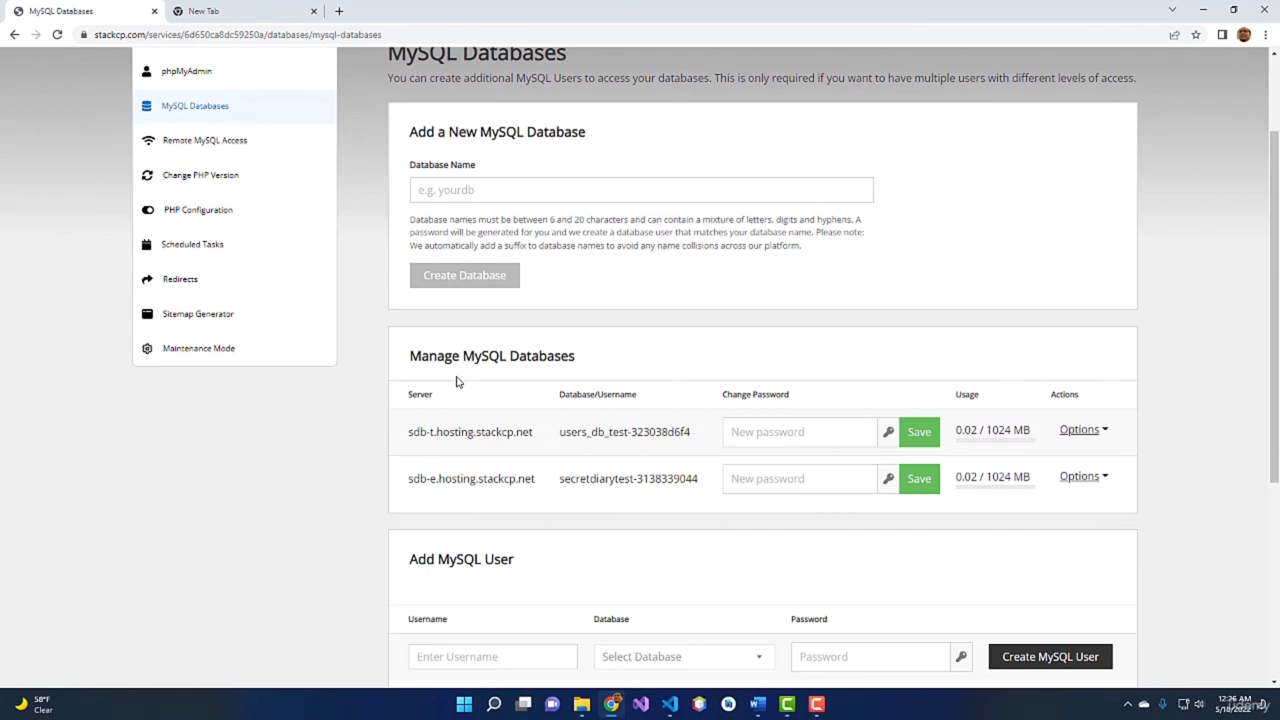 MySQL Databases
New Tab
stackcp.com/services/6d650ca8dc59250a/databases/mysql-databases
phpMyAdmin
MySQL Databases
Remote MySQL Access
Change PHP Version
PHP Configuration
Scheduled Tasks
Redirects
Sitemap Generator
Maintenance Mode
MySQL Databases
You can create additional MySQL Users to access your databases. This is only required if you want to have multiple users with different levels of access.
Add a New MySQL Database
Database Name
e.g. yourdb
Database names must be between 6 and 20 characters and can contain a mixture of letters, digits and hyphens. A
password will be generated for you and we create a database user that matches your database name. Please note:
We automatically add a suffix to database names to avoid any name collisions across our platform.
Create Database
Manage MySQL Databases
Server Database/Username Change Password Usage Actions
sdb-t.hosting.stackcp.net users_db_test-323038d6f4 New password Save 0.02 / 1024 MB Options
sdb-e.hosting.stackcp.net secretdiarytest-3138339044 New password Save 0.02 / 1024 MB Options
Add MySQL User
Username Database Password
Enter Username Select Database Password Create MySQL User
58°F
Clear
12:26 AM